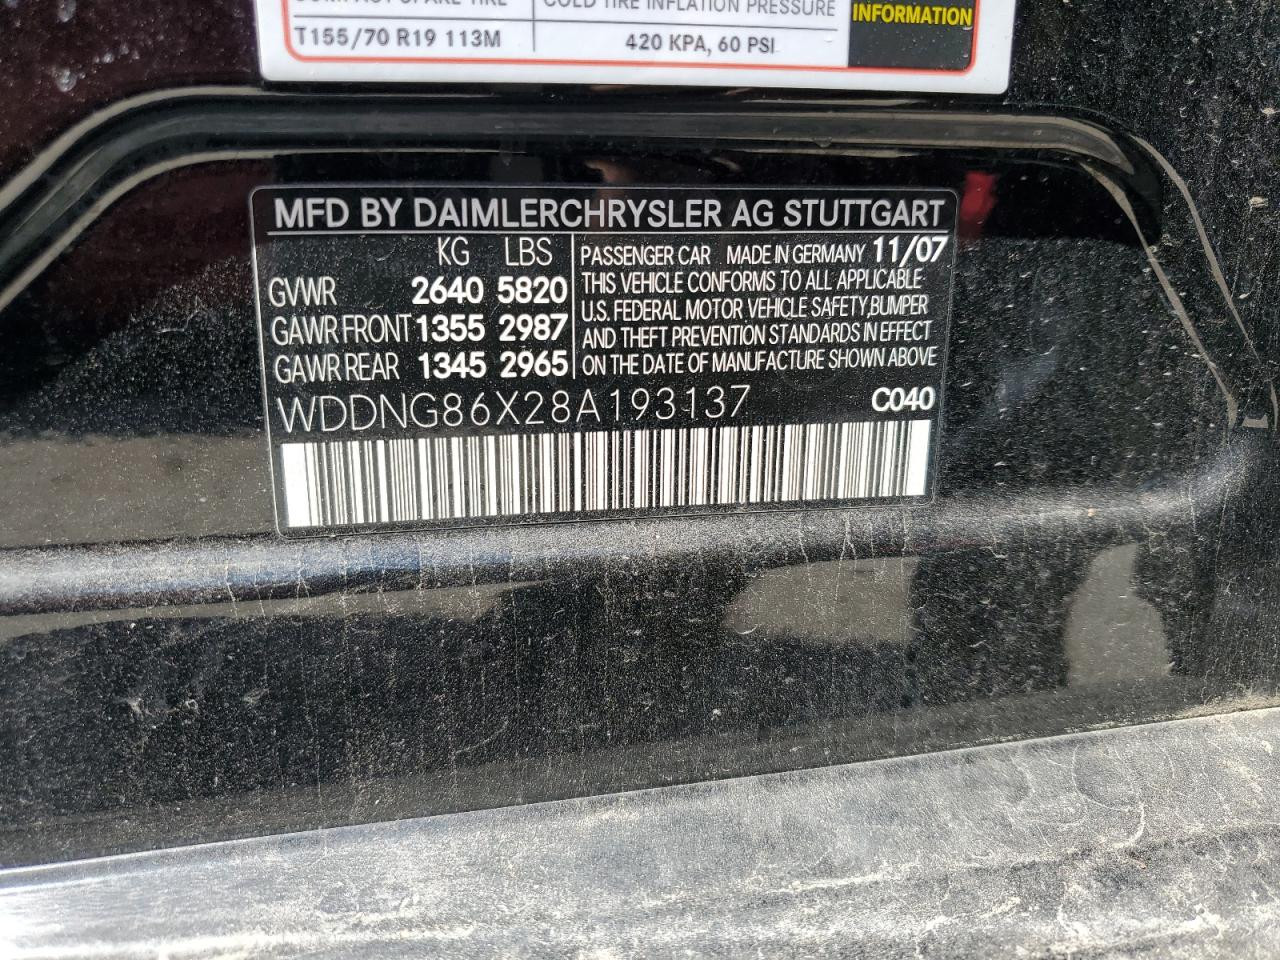 COMPACT SPARE TIRE COLD TIRE INFLATION PRESSURE
INFORMATION
T155/70 R19 113M 420 KPA, 60 PSI
MFD BY DAIMLERCHRYSLER AG STUTTGART
KG LBS
GVWR 2640 5820
GAWR FRONT 1355 2987
GAWR REAR 1345 2965
PASSENGER CAR MADE IN GERMANY 11/07
THIS VEHICLE CONFORMS TO ALL APPLICABLE
U.S. FEDERAL MOTOR VEHICLE SAFETY, BUMPER
AND THEFT PREVENTION STANDARDS IN EFFECT
ON THE DATE OF MANUFACTURE SHOWN ABOVE
WDDNG86X28A193137 C040